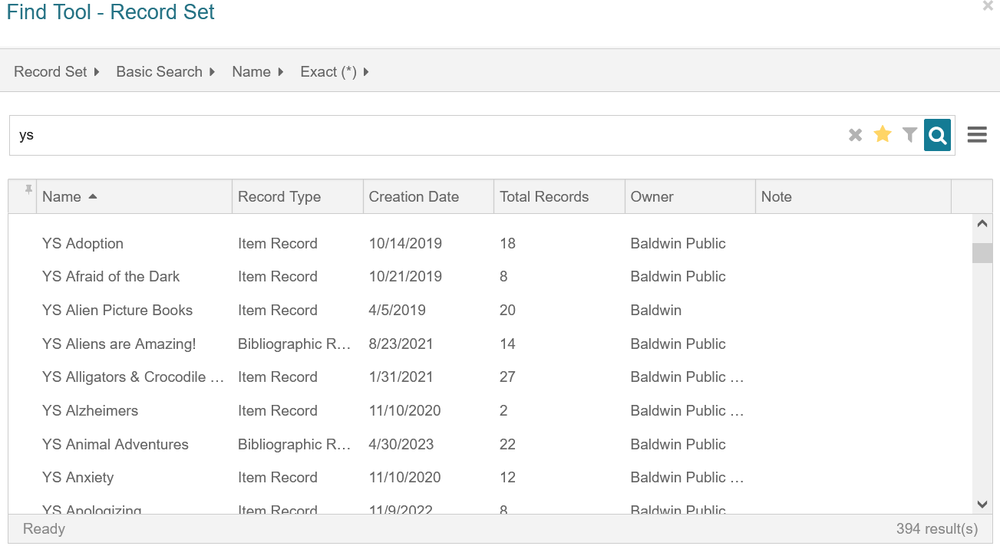 Find Tool - Record Set
Record Set Basic Search Name Exact (*)
ys
Name Record Type Creation Date Total Records Owner Note
YS Adoption Item Record 10/14/2019 18 Baldwin Public
YS Afraid of the Dark Item Record 10/21/2019 8 Baldwin Public
YS Alien Picture Books Item Record 4/5/2019 20 Baldwin
YS Aliens are Amazing! Bibliographic R… 8/23/2021 14 Baldwin Public
YS Alligators & Crocodile … Item Record 1/31/2021 27 Baldwin Public …
YS Alzheimers Item Record 11/10/2020 2 Baldwin Public …
YS Animal Adventures Bibliographic R… 4/30/2023 22 Baldwin Public
YS Anxiety Item Record 11/10/2020 12 Baldwin Public …
YS Apologizing Item Record 11/9/2022 8 Baldwin Public
Ready 394 result(s)